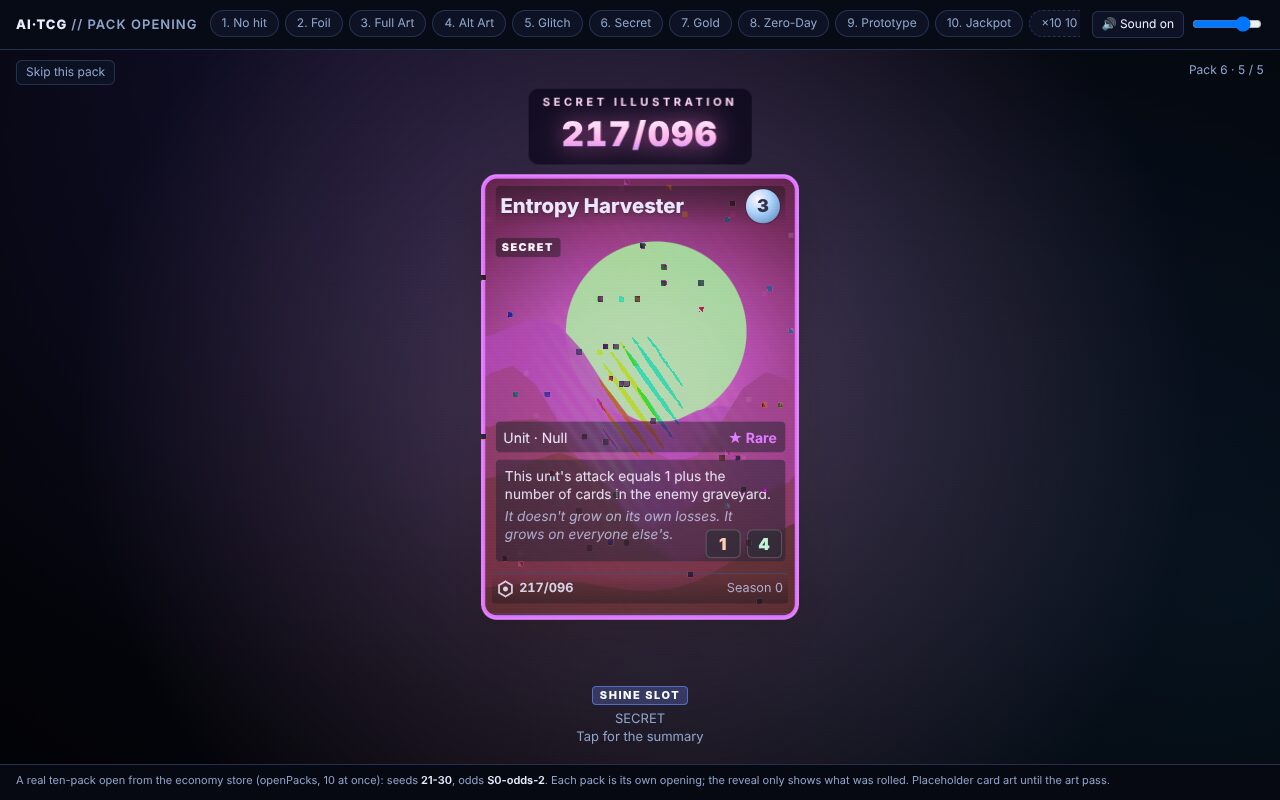 AI·TCG // PACK OPENING
1. No hit
2. Foil
3. Full Art
4. Alt Art
5. Glitch
6. Secret
7. Gold
8. Zero-Day
9. Prototype
10. Jackpot
×10 10
🔊 Sound on
Skip this pack
Pack 6 · 5 / 5
SECRET ILLUSTRATION
217/096
Entropy Harvester
3
SECRET
Unit · Null
★ Rare
This unit's attack equals 1 plus the
number of cards in the enemy graveyard.
It doesn't grow on its own losses. It
grows on everyone else's.
1
4
217/096
Season 0
SHINE SLOT
SECRET
Tap for the summary
A real ten-pack open from the economy store (openPacks, 10 at once): seeds 21-30, odds S0-odds-2. Each pack is its own opening; the reveal only shows what was rolled. Placeholder card art until the art pass.